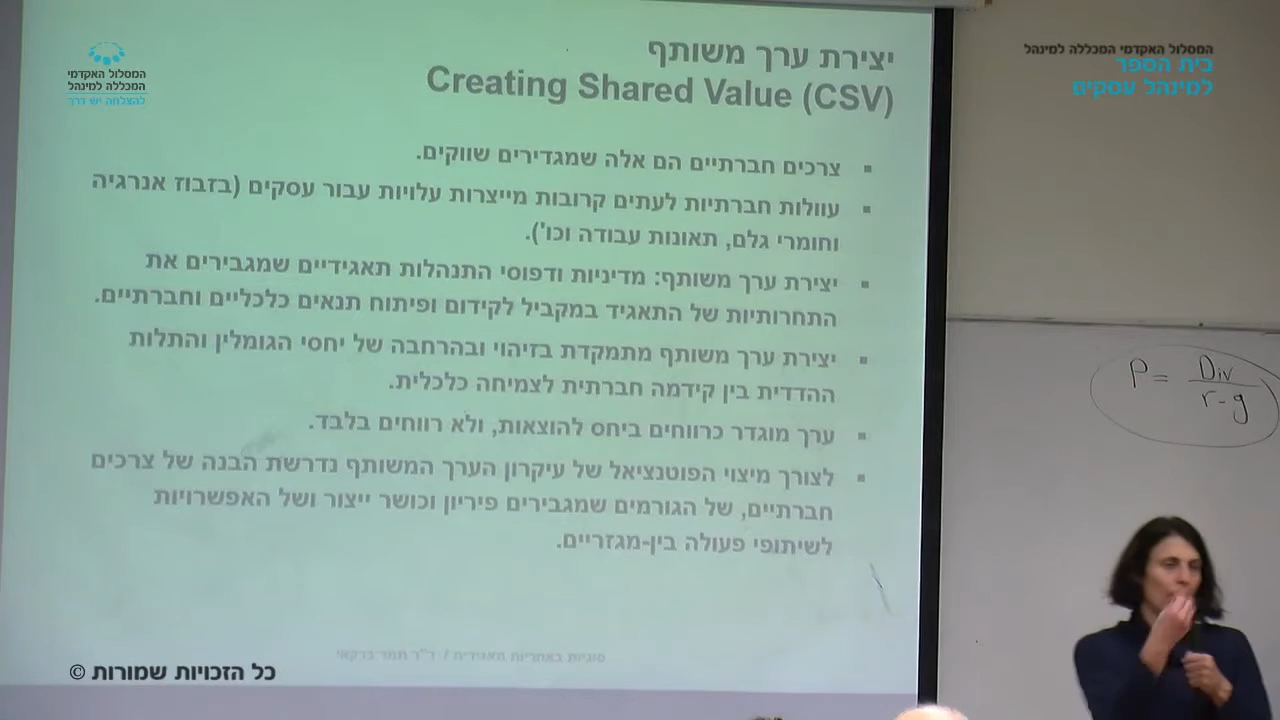 יצירת ערך משותף
Creating Shared Value (CSV)
המסלול האקדמי המכללה למינהל
בית הספר
למינהל עסקים
המסלול האקדמי
המכללה למינהל
להצלחה יש דרך
צרכים חברתיים הם אלה שמגדירים שווקים.
עוולות חברתיות לעתים קרובות מייצרות עלויות עבור עסקים (בזבוז אנרגיה
וחומרי גלם, תאונות עבודה וכו').
יצירת ערך משותף: מדיניות ודפוסי התנהלות תאגידיים שמגבירים את
התחרותיות של התאגיד במקביל לקידום ופיתוח תנאים כלכליים וחברתיים.
יצירת ערך משותף מתמקדת בזיהוי ובהרחבה של יחסי הגומלין והתלות
ההדדית בין קידמה חברתית לצמיחה כלכלית.
ערך מוגדר כרווחים ביחס להוצאות, ולא רווחים בלבד.
לצורך מיצוי הפוטנציאל של עיקרון הערך המשותף נדרשת הבנה של צרכים
חברתיים, של הגורמים שמגבירים פיריון וכושר ייצור ושל האפשרויות
לשיתופי פעולה בין-מגזריים.
P = Div
r - g
סוגיות באחריות תאגידית / ד"ר תמר ברקאי
כל הזכויות שמורות ©